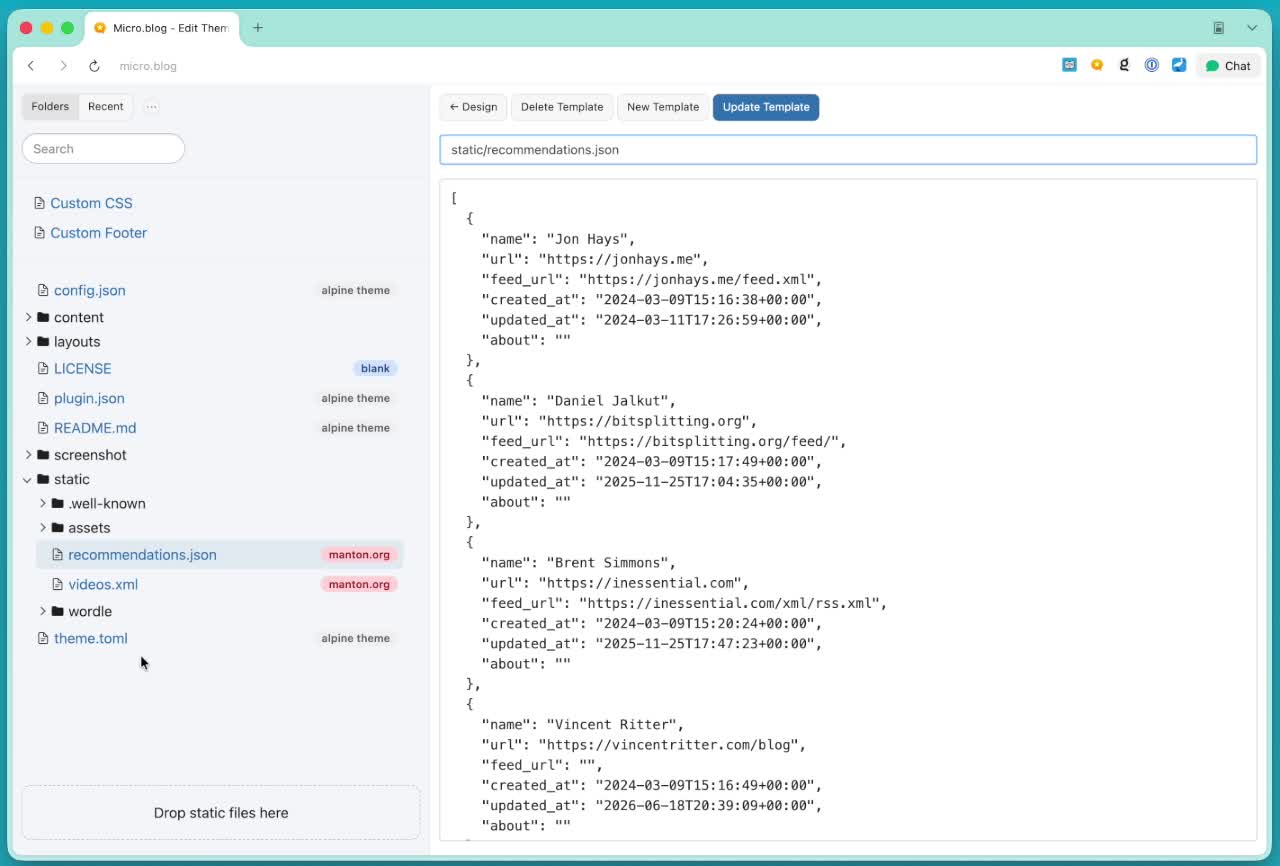 Micro.blog - Edit Them
micro.blog
Chat
Folders
Recent
Search
Custom CSS
Custom Footer
config.json
alpine theme
content
layouts
LICENSE
blank
plugin.json
alpine theme
README.md
alpine theme
screenshot
static
.well-known
assets
recommendations.json
manton.org
videos.xml
manton.org
wordle
theme.toml
alpine theme
Drop static files here
← Design
Delete Template
New Template
Update Template
static/recommendations.json
[
{
"name": "Jon Hays",
"url": "https://jonhays.me",
"feed_url": "https://jonhays.me/feed.xml",
"created_at": "2024-03-09T15:16:38+00:00",
"updated_at": "2024-03-11T17:26:59+00:00",
"about": ""
},
{
"name": "Daniel Jalkut",
"url": "https://bitsplitting.org",
"feed_url": "https://bitsplitting.org/feed/",
"created_at": "2024-03-09T15:17:49+00:00",
"updated_at": "2025-11-25T17:04:35+00:00",
"about": ""
},
{
"name": "Brent Simmons",
"url": "https://inessential.com",
"feed_url": "https://inessential.com/xml/rss.xml",
"created_at": "2024-03-09T15:20:24+00:00",
"updated_at": "2025-11-25T17:47:23+00:00",
"about": ""
},
{
"name": "Vincent Ritter",
"url": "https://vincentritter.com/blog",
"feed_url": "",
"created_at": "2024-03-09T15:16:49+00:00",
"updated_at": "2026-06-18T20:39:09+00:00",
"about": ""